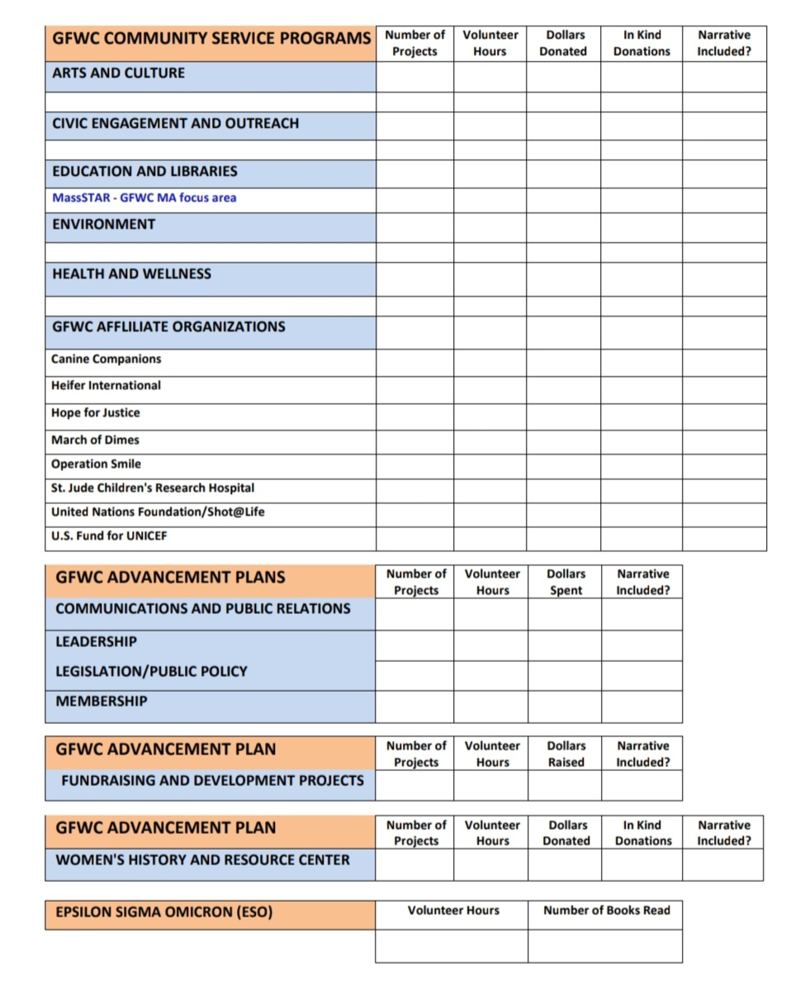 GFWC COMMUNITY SERVICE PROGRAMS Number of Projects Volunteer Hours Dollars Donated In Kind Donations Narrative Included?
ARTS AND CULTURE
CIVIC ENGAGEMENT AND OUTREACH
EDUCATION AND LIBRARIES
MassSTAR - GFWC MA focus area
ENVIRONMENT
HEALTH AND WELLNESS
GFWC AFFLILIATE ORGANIZATIONS
Canine Companions
Heifer International
Hope for Justice
March of Dimes
Operation Smile
St. Jude Children's Research Hospital
United Nations Foundation/Shot@Life
U.S. Fund for UNICEF
GFWC ADVANCEMENT PLANS Number of Projects Volunteer Hours Dollars Spent Narrative Included?
COMMUNICATIONS AND PUBLIC RELATIONS
LEADERSHIP
LEGISLATION/PUBLIC POLICY
MEMBERSHIP
GFWC ADVANCEMENT PLAN Number of Projects Volunteer Hours Dollars Raised Narrative Included?
FUNDRAISING AND DEVELOPMENT PROJECTS
GFWC ADVANCEMENT PLAN Number of Projects Volunteer Hours Dollars Donated In Kind Donations Narrative Included?
WOMEN'S HISTORY AND RESOURCE CENTER
EPSILON SIGMA OMICRON (ESO) Volunteer Hours Number of Books Read